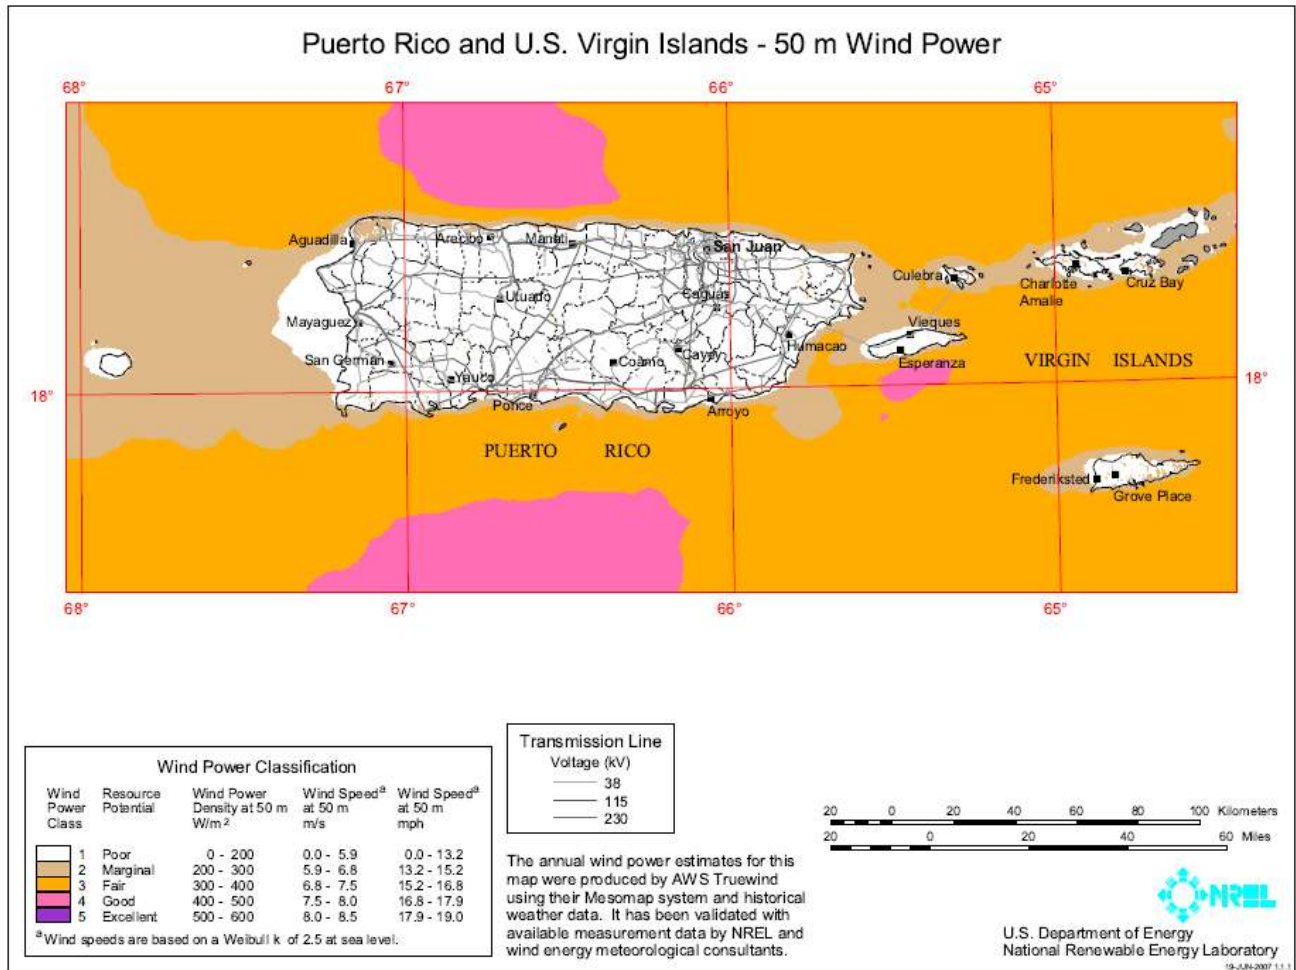 Puerto Rico and U.S. Virgin Islands - 50 m Wind Power
68° 67° 66° 65°
Aguadilla
Arecibo
Manati
San Juan
Culebra
Charlotte
Amalie
Cruz Bay
Utuado
Caguas
Mayaguez
Vieques
Humacao
San German
Coamo
Cayey
Esperanza
VIRGIN ISLANDS
Yauco
18° 18°
Ponce
Arroyo
PUERTO RICO
Frederiksted
Grove Place
68° 67° 66° 65°
Wind Power Classification
Wind Resource Wind Power Wind Speedª Wind Speedª
Power Potential Density at 50 m at 50 m at 50 m
Class W/m² m/s mph
1 Poor 0 - 200 0.0 - 5.9 0.0 - 13.2
2 Marginal 200 - 300 5.9 - 6.8 13.2 - 15.2
3 Fair 300 - 400 6.8 - 7.5 15.2 - 16.8
4 Good 400 - 500 7.5 - 8.0 16.8 - 17.9
5 Excellent 500 - 600 8.0 - 8.5 17.9 - 19.0
ª Wind speeds are based on a Weibull k of 2.5 at sea level.
Transmission Line
Voltage (kV)
38
115
230
The annual wind power estimates for this
map were produced by AWS Truewind
using their Mesomap system and historical
weather data. It has been validated with
available measurement data by NREL and
wind energy meteorological consultants.
20 0 20 40 60 80 100 Kilometers
20 0 20 40 60 Miles
NREL
U.S. Department of Energy
National Renewable Energy Laboratory
19-JUN-2007 1.1.1